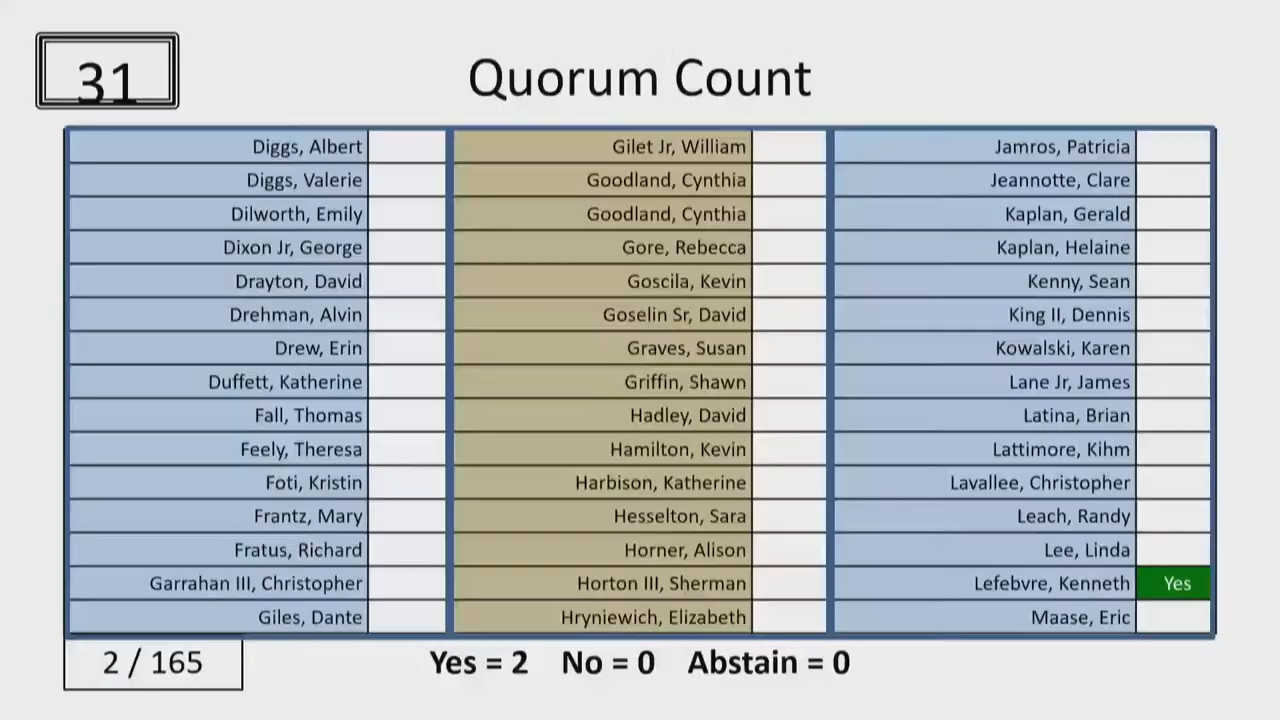 31
Quorum Count
Diggs, Albert
Diggs, Valerie
Dilworth, Emily
Dixon Jr, George
Drayton, David
Drehman, Alvin
Drew, Erin
Duffett, Katherine
Fall, Thomas
Feely, Theresa
Foti, Kristin
Frantz, Mary
Fratus, Richard
Garrahan III, Christopher
Giles, Dante
Gilet Jr, William
Goodland, Cynthia
Goodland, Cynthia
Gore, Rebecca
Goscila, Kevin
Goselin Sr, David
Graves, Susan
Griffin, Shawn
Hadley, David
Hamilton, Kevin
Harbison, Katherine
Hesselton, Sara
Horner, Alison
Horton III, Sherman
Hryniewich, Elizabeth
Jamros, Patricia
Jeannotte, Clare
Kaplan, Gerald
Kaplan, Helaine
Kenny, Sean
King II, Dennis
Kowalski, Karen
Lane Jr, James
Latina, Brian
Lattimore, Kihm
Lavallee, Christopher
Leach, Randy
Lee, Linda
Lefebvre, Kenneth Yes
Maase, Eric
2 / 165
Yes = 2 No = 0 Abstain = 0